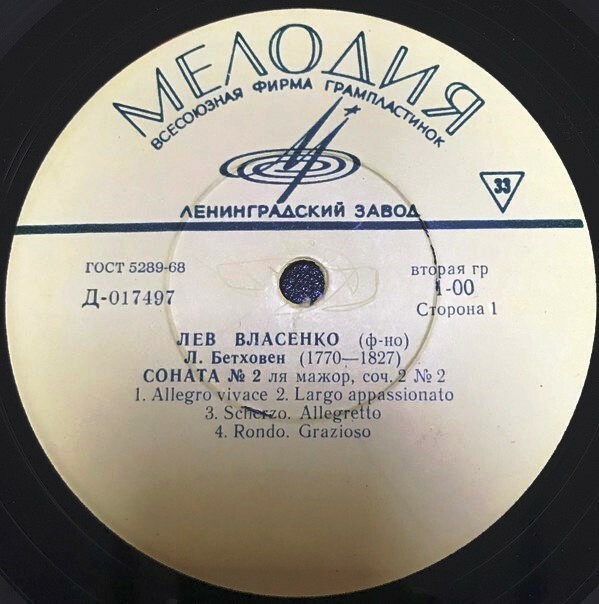 МЕЛОДИЯ
ВСЕСОЮЗНАЯ ФИРМА ГРАМПЛАСТИНОК
ЛЕНИНГРАДСКИЙ ЗАВОД
33
ГОСТ 5289-68
вторая гр
Д-017497
1-00
Сторона 1
ЛЕВ ВЛАСЕНКО (ф-но)
Л. Бетховен (1770—1827)
СОНАТА № 2 ля мажор, соч. 2 № 2
1. Allegro vivace 2. Largo appassionato
3. Scherzo. Allegretto
4. Rondo. Grazioso